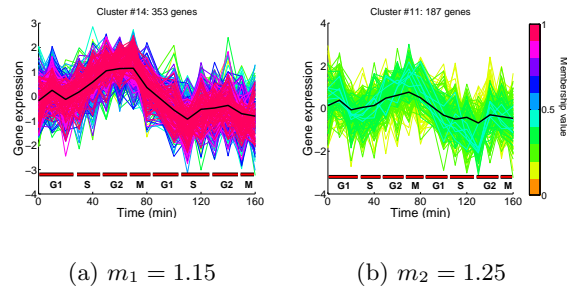 Cluster #14: 353 genes
Gene expression
3
2
1
0
−1
−2
−3
−4
G1 S G2 M G1 S G2 M
0 40 80 120 160
Time (min)
(a) m1 = 1.15
Cluster #11: 187 genes
Gene expression
4
2
0
−2
−4
G1 S G2 M G1 S G2 M
0 40 80 120 160
Time (min)
(b) m2 = 1.25
1
0.5
0
Membership value